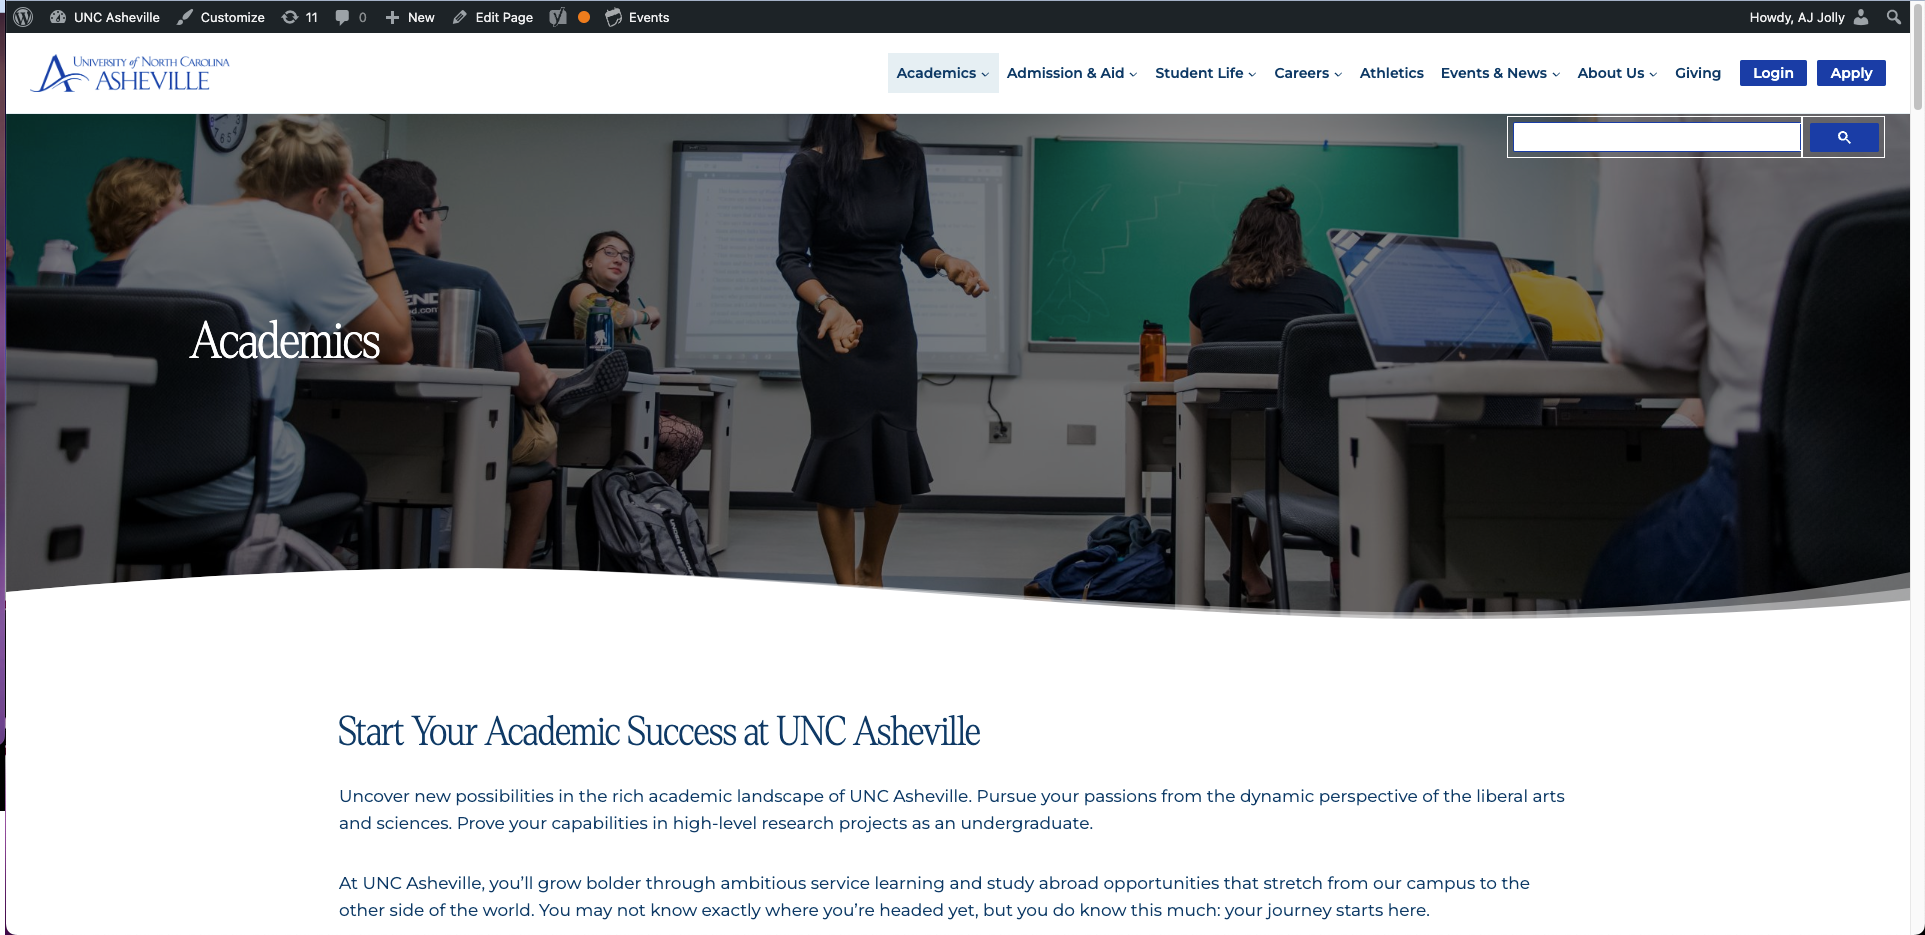 UNC Asheville Customize 11 0 New Edit Page Events Howdy, AJ Jolly
UNIVERSITY of NORTH CAROLINA
ASHEVILLE
Academics Admission & Aid Student Life Careers Athletics Events & News About Us Giving Login Apply
Academics
Start Your Academic Success at UNC Asheville
Uncover new possibilities in the rich academic landscape of UNC Asheville. Pursue your passions from the dynamic perspective of the liberal arts
and sciences. Prove your capabilities in high-level research projects as an undergraduate.
At UNC Asheville, you’ll grow bolder through ambitious service learning and study abroad opportunities that stretch from our campus to the
other side of the world. You may not know exactly where you’re headed yet, but you do know this much: your journey starts here.